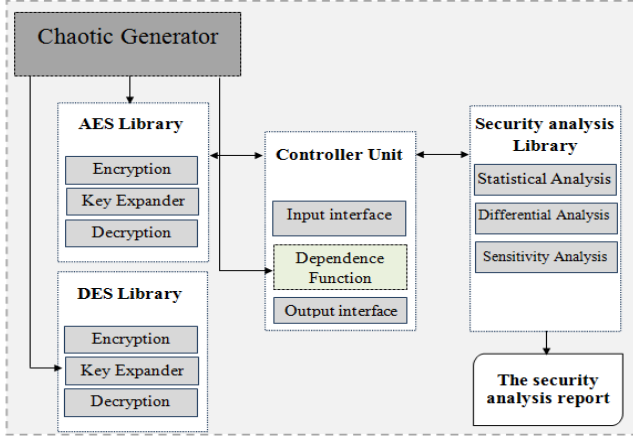 Chaotic Generator
AES Library
Encryption
Key Expander
Decryption
DES Library
Encryption
Key Expander
Decryption
Controller Unit
Input interface
Dependence
Function
Output interface
Security analysis
Library
Statistical Analysis
Differential Analysis
Sensitivity Analysis
The security
analysis report